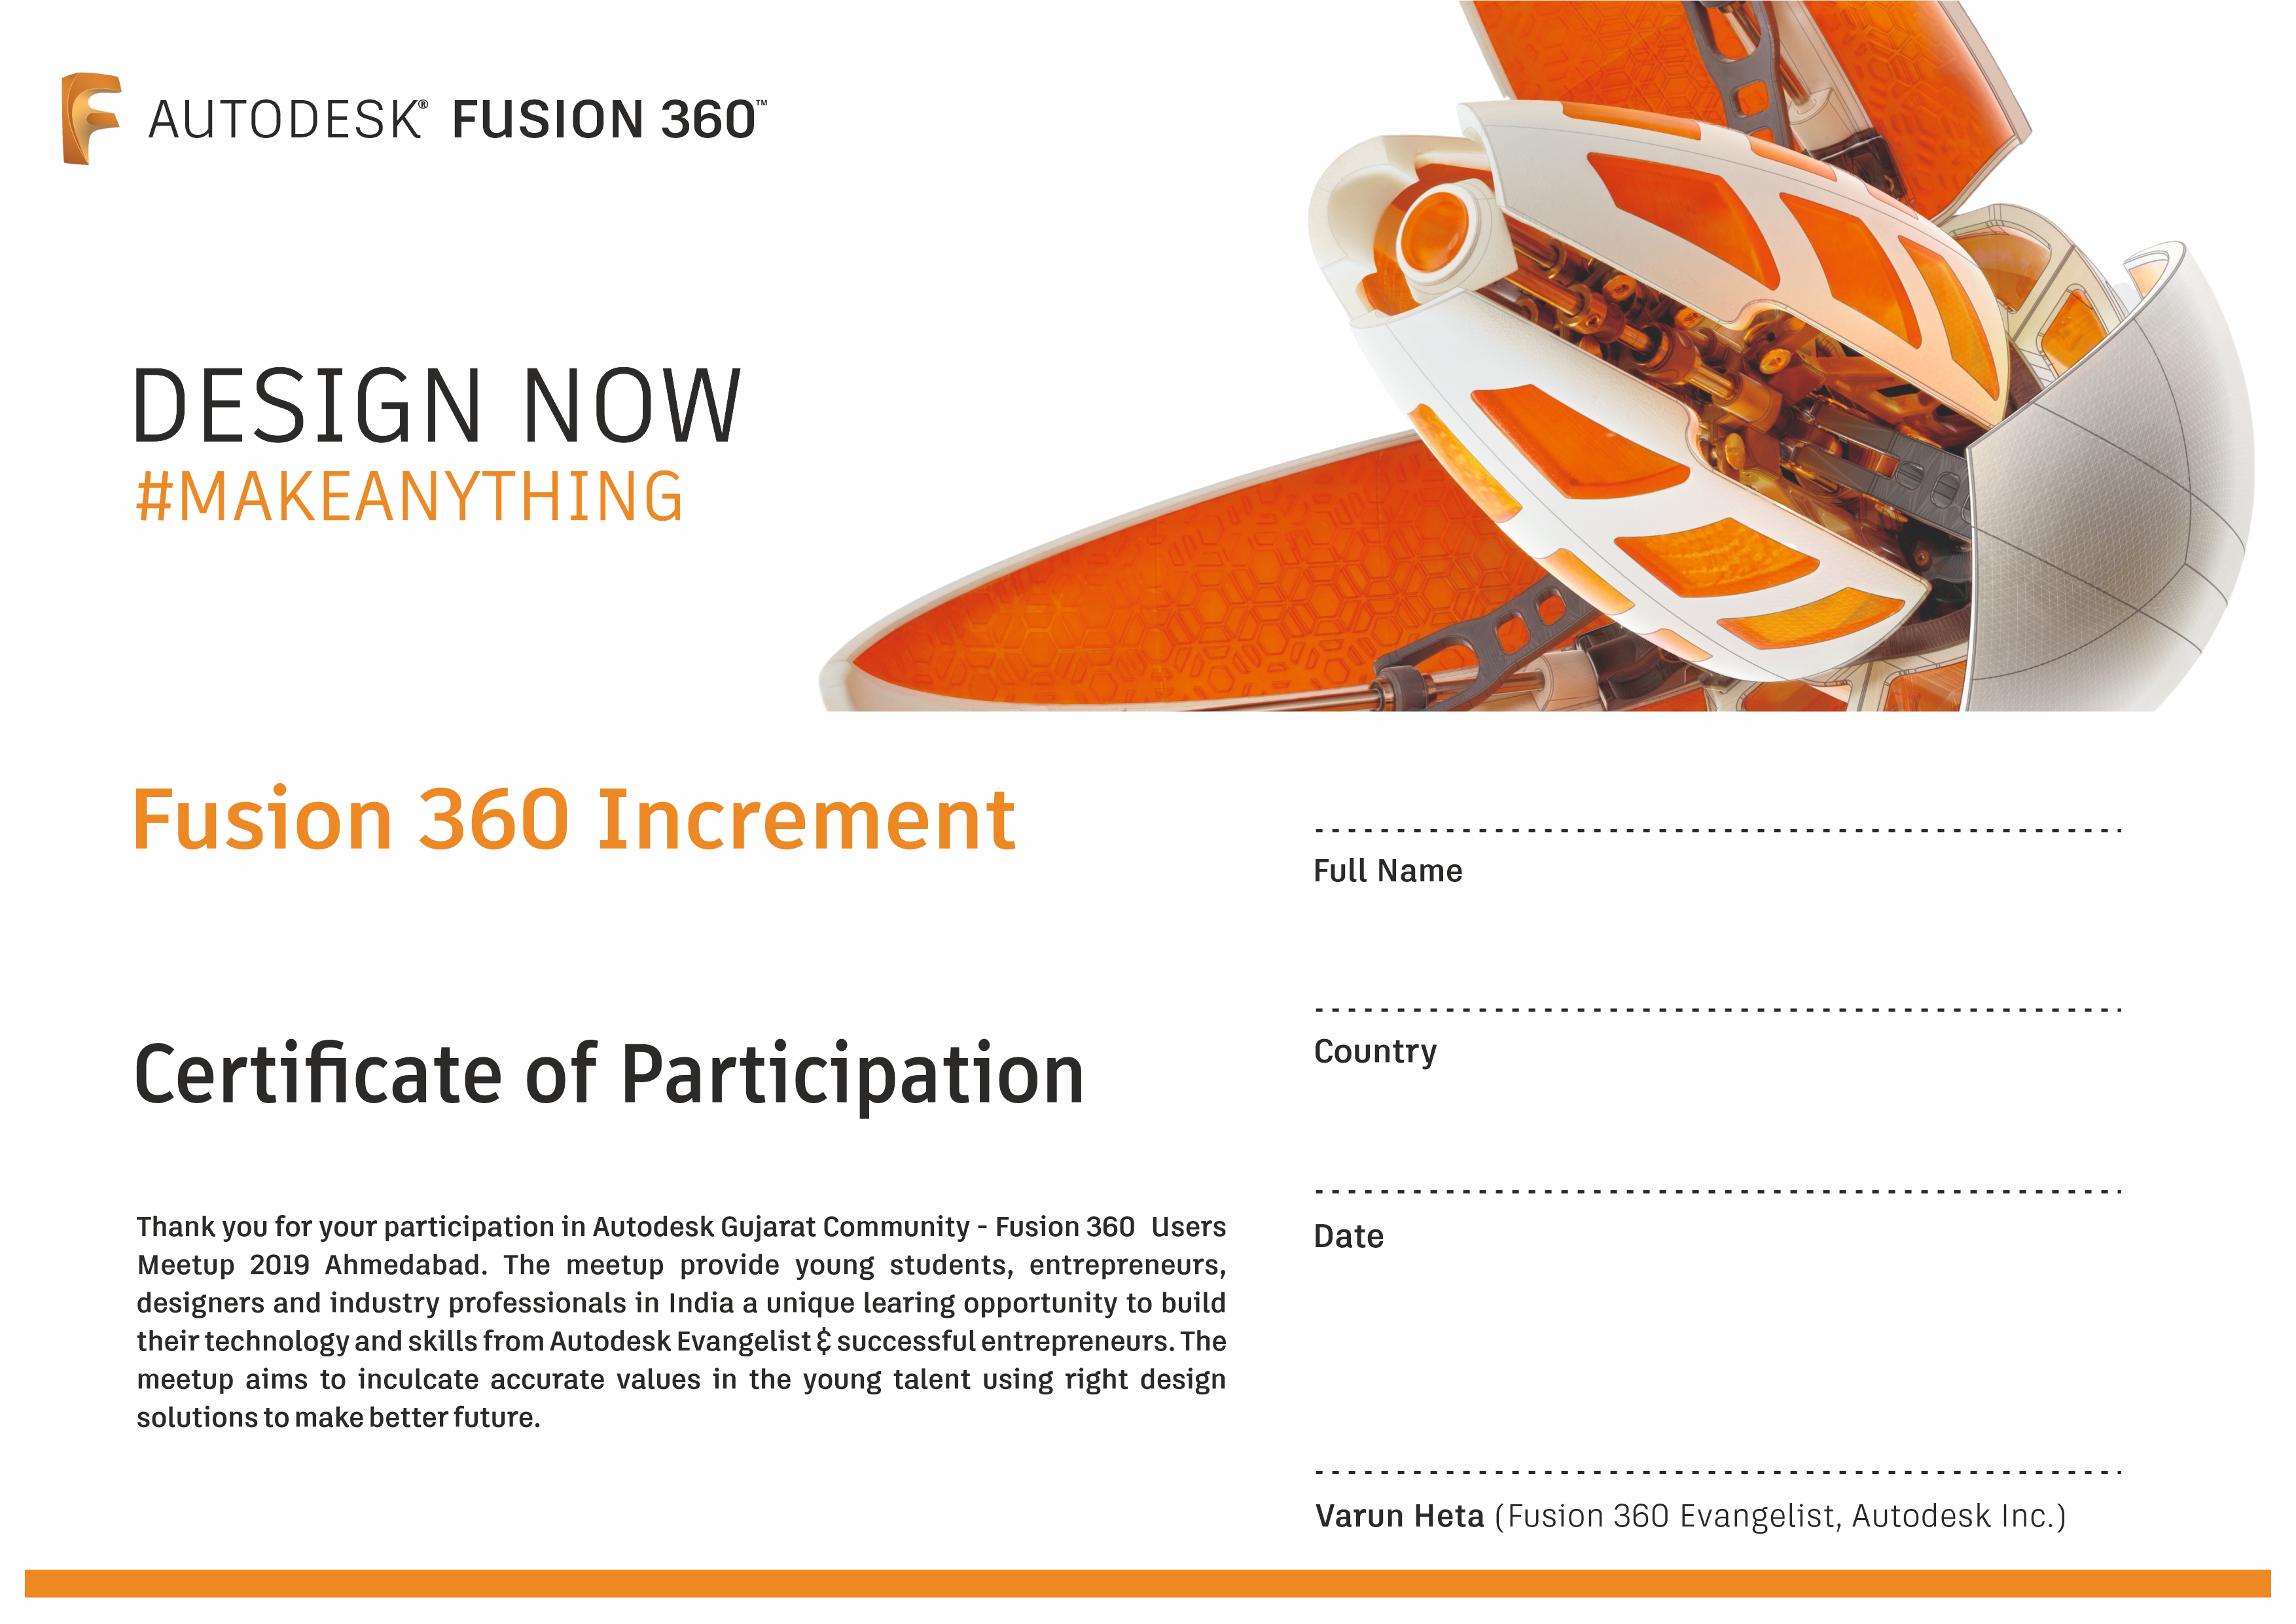 AUTODESK® FUSION 360™
DESIGN NOW
#MAKEANYTHING
Fusion 360 Increment
Certificate of Participation
Thank you for your participation in Autodesk Gujarat Community - Fusion 360 Users
Meetup 2019 Ahmedabad. The meetup provide young students, entrepreneurs,
designers and industry professionals in India a unique learing opportunity to build
their technology and skills from Autodesk Evangelist & successful entrepreneurs. The
meetup aims to inculcate accurate values in the young talent using right design
solutions to make better future.
Full Name
Country
Date
Varun Heta (Fusion 360 Evangelist, Autodesk Inc.)